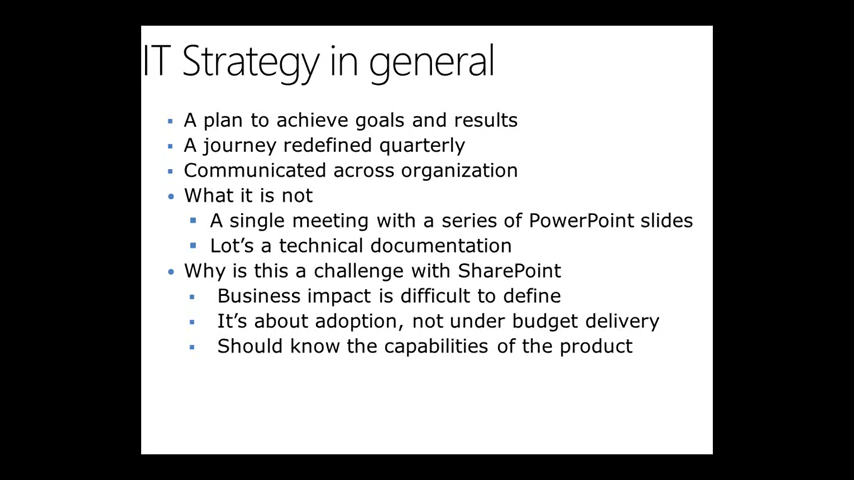 IT Strategy in general
A plan to achieve goals and results
A journey redefined quarterly
Communicated across organization
What it is not
A single meeting with a series of PowerPoint slides
Lot's a technical documentation
Why is this a challenge with SharePoint
Business impact is difficult to define
It's about adoption, not under budget delivery
Should know the capabilities of the product